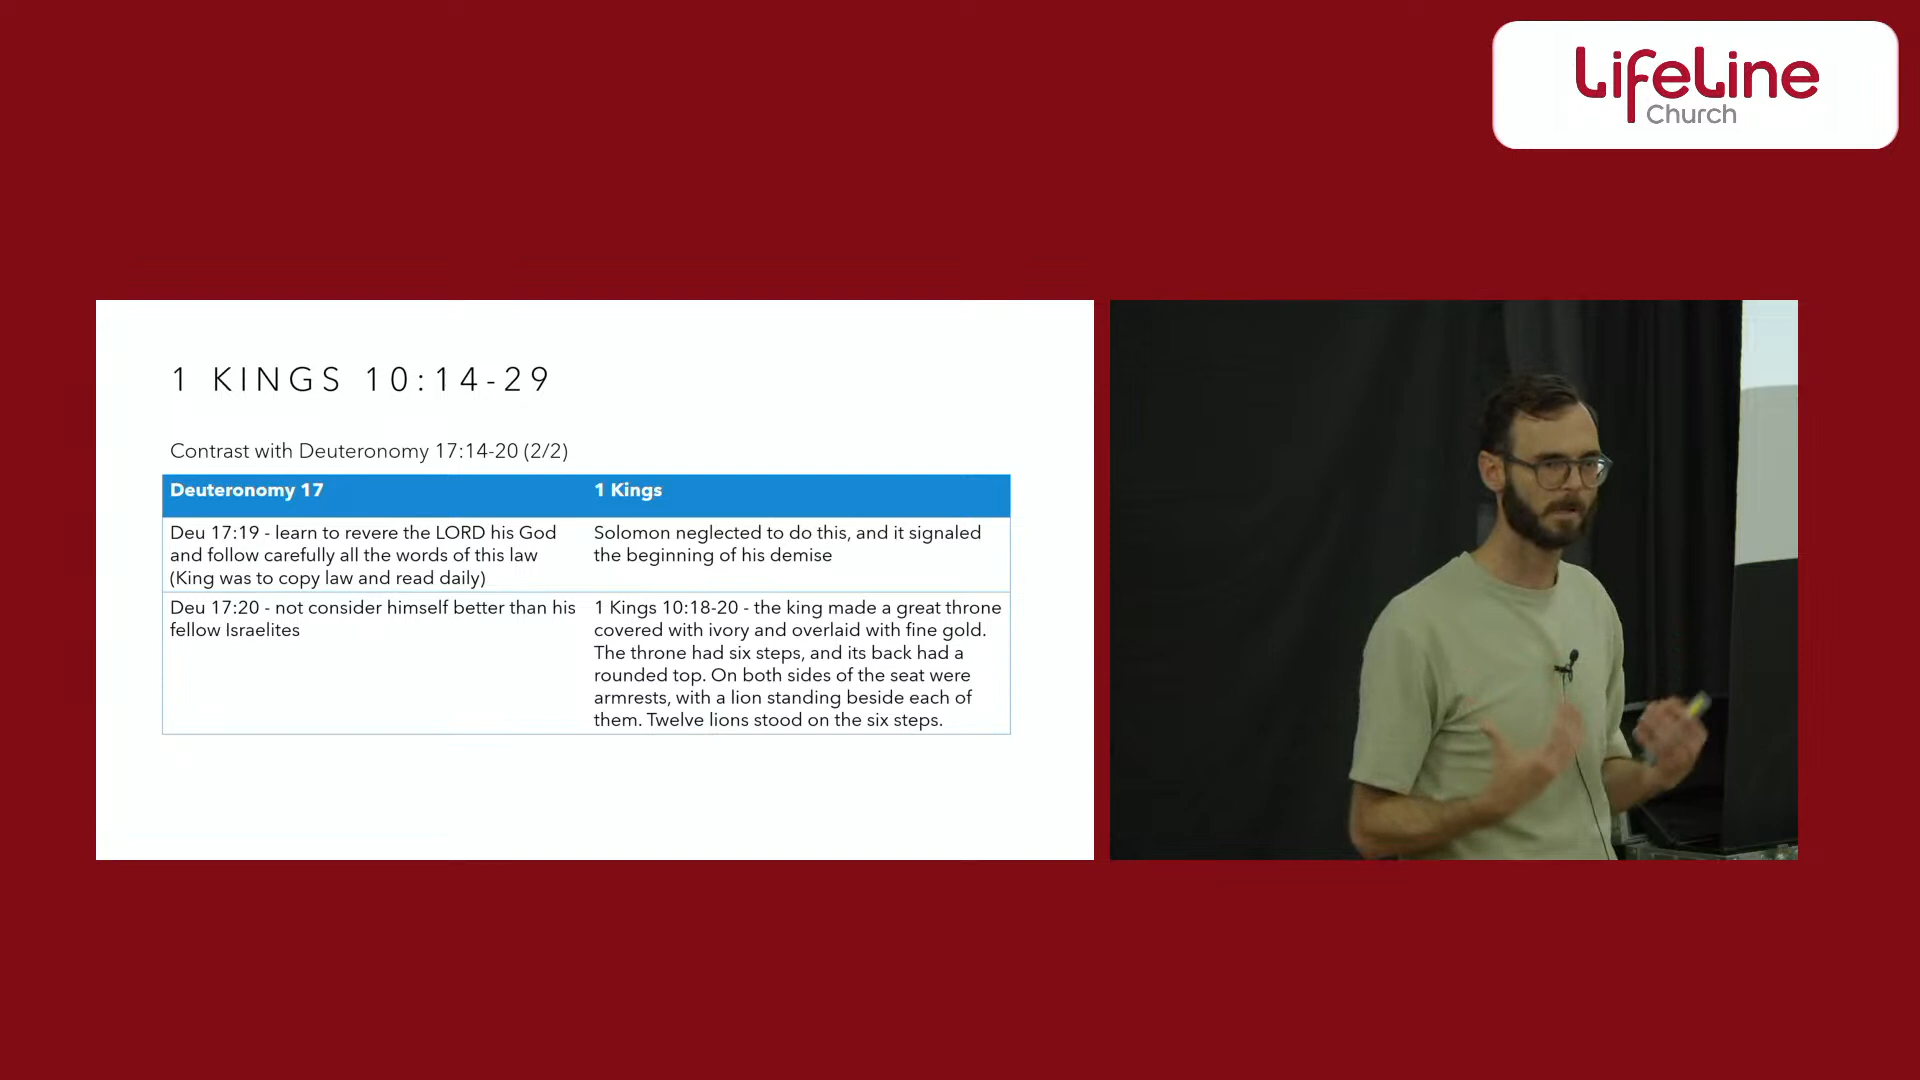 LifeLine
Church
1 KINGS 10:14-29
Contrast with Deuteronomy 17:14-20 (2/2)
Deuteronomy 17
1 Kings
Deu 17:19 - learn to revere the LORD his God
and follow carefully all the words of this law
(King was to copy law and read daily)
Solomon neglected to do this, and it signaled
the beginning of his demise
Deu 17:20 - not consider himself better than his
fellow Israelites
1 Kings 10:18-20 - the king made a great throne
covered with ivory and overlaid with fine gold.
The throne had six steps, and its back had a
rounded top. On both sides of the seat were
armrests, with a lion standing beside each of
them. Twelve lions stood on the six steps.